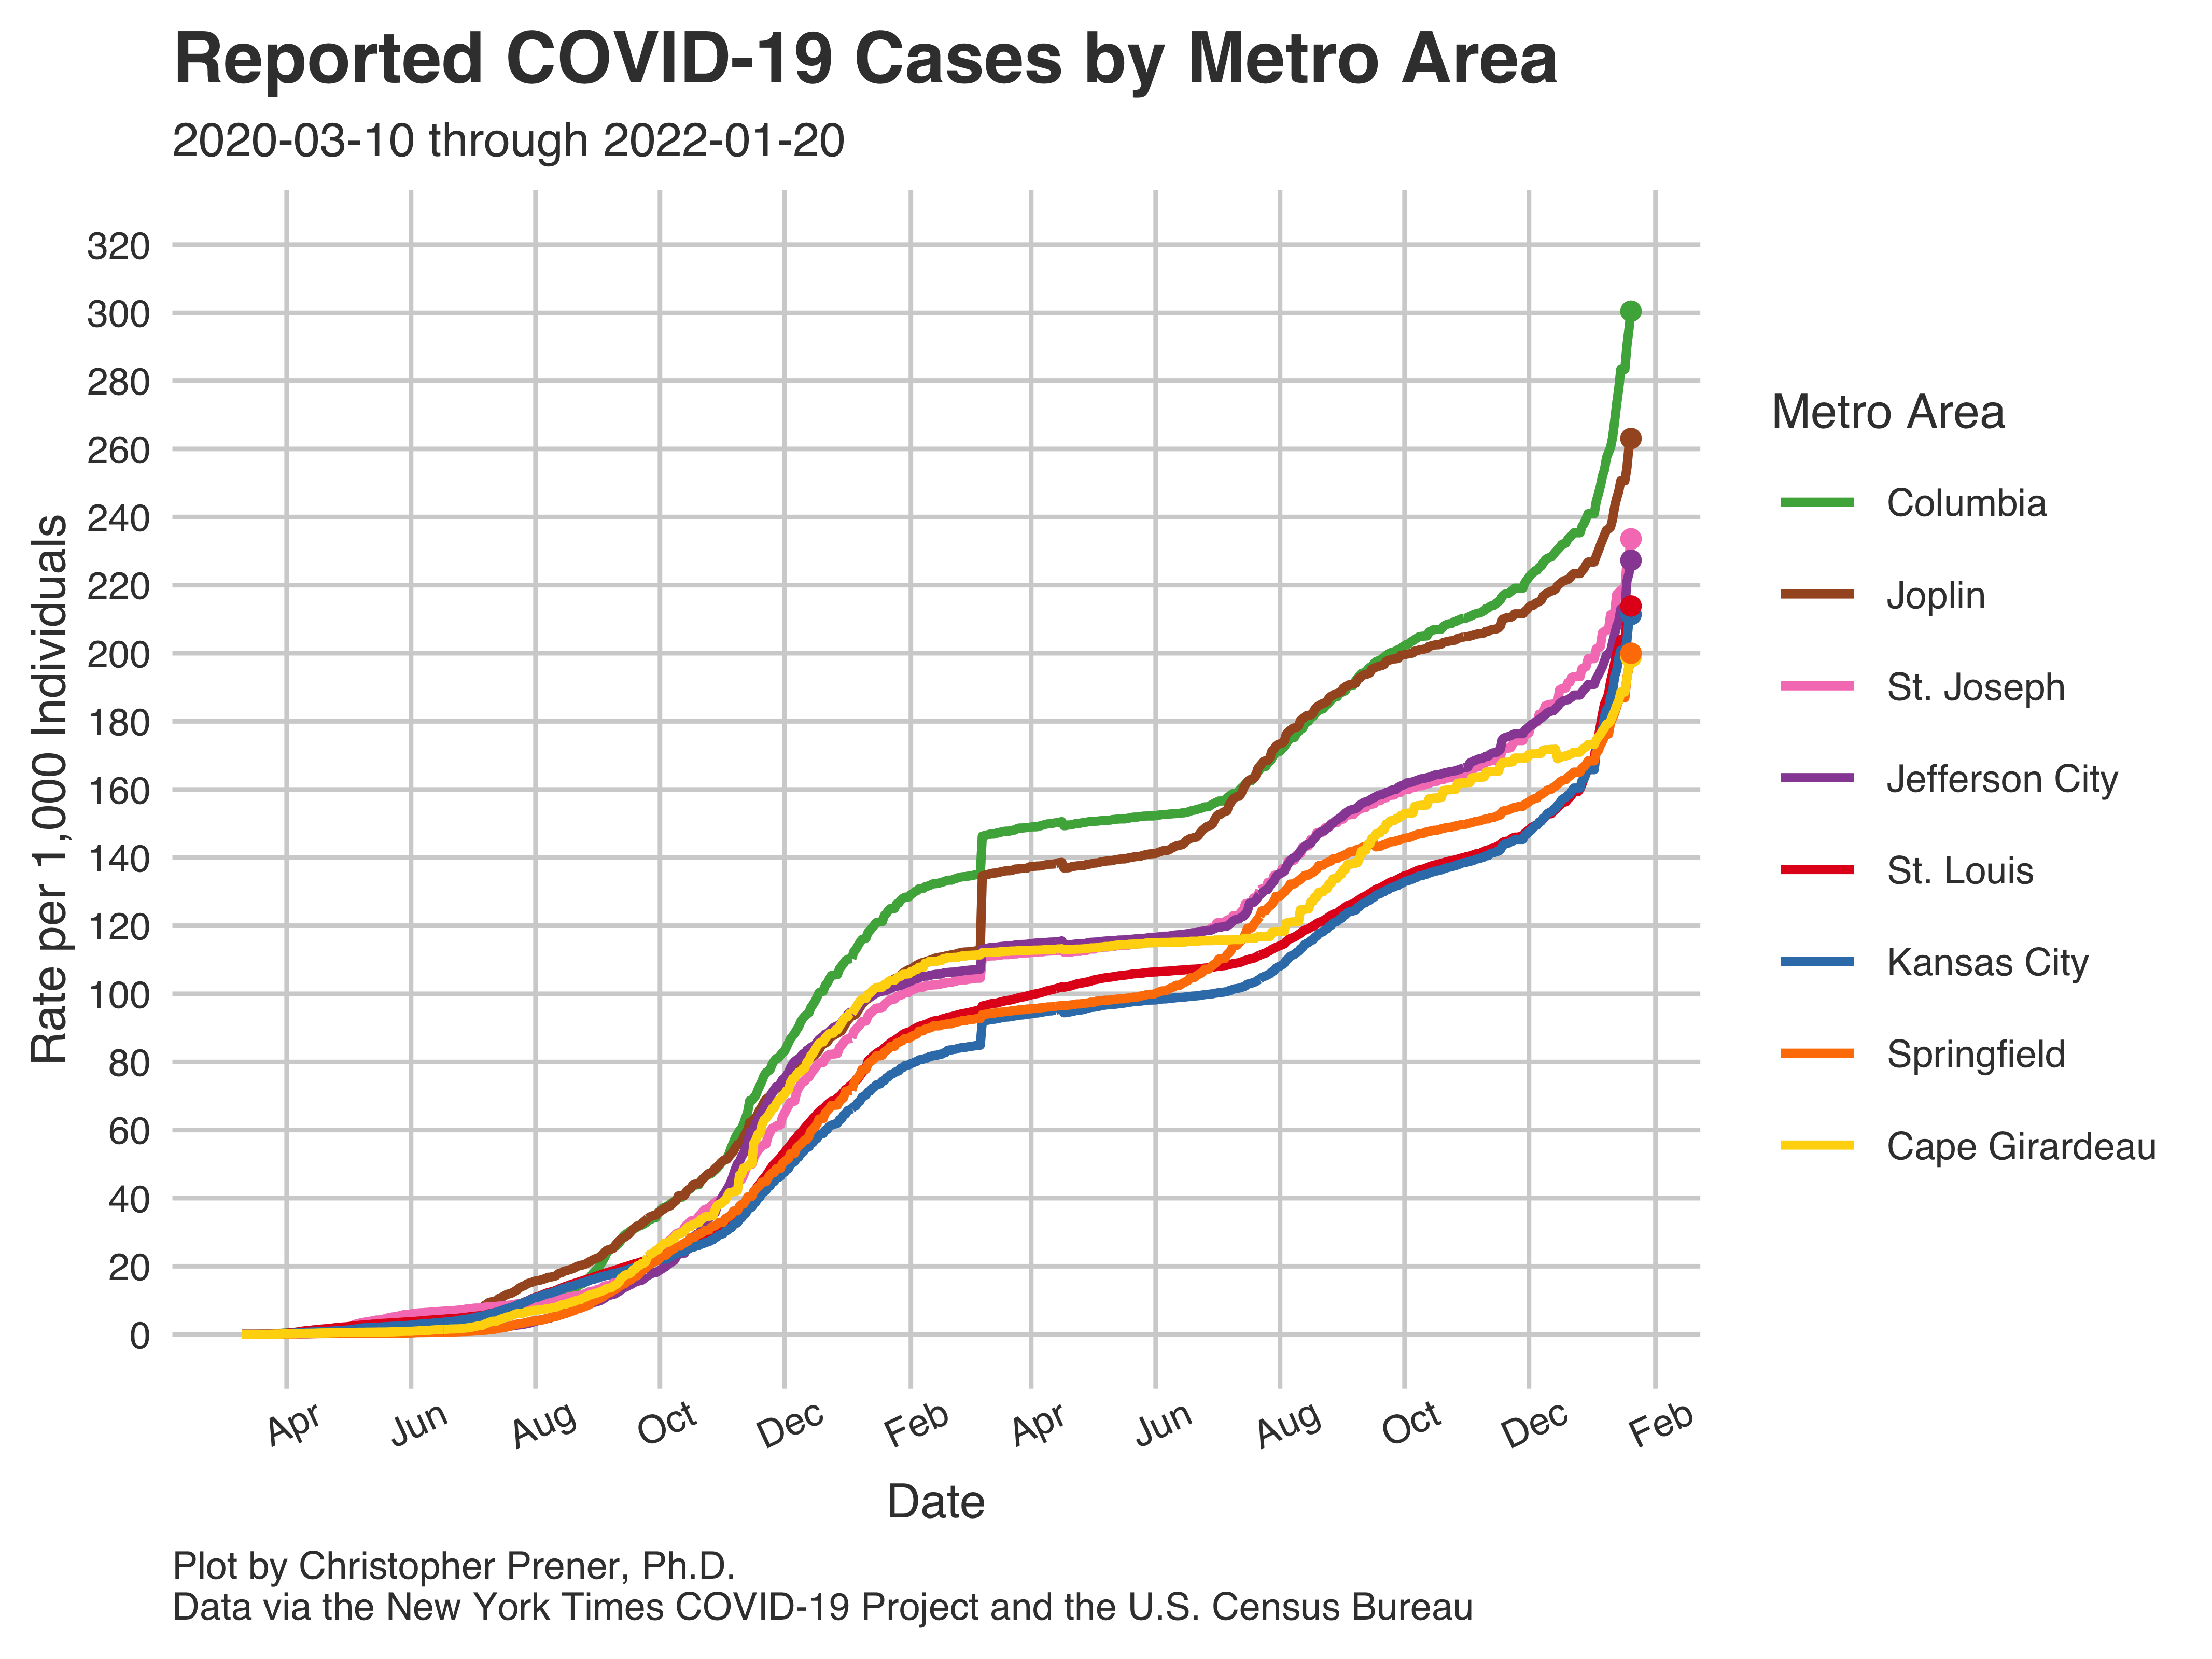 Reported COVID-19 Cases by Metro Area
2020-03-10 through 2022-01-20
320
300
280
260
240
220
200
180
160
140
120
100
80
60
40
20
0
Rate per 1,000 Individuals
Apr
Jun
Aug
Oct
Dec
Feb
Apr
Jun
Aug
Oct
Dec
Feb
Date
Metro Area
Columbia
Joplin
St. Joseph
Jefferson City
St. Louis
Kansas City
Springfield
Cape Girardeau
Plot by Christopher Prener, Ph.D.
Data via the New York Times COVID-19 Project and the U.S. Census Bureau